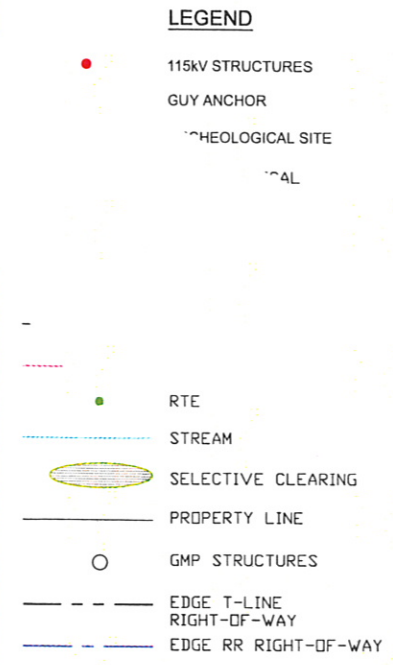 LEGEND
115kV STRUCTURES
GUY ANCHOR
SITE
RTE
STREAM
SELECTIVE CLEARING
PROPERTY LINE
GMP STRUCTURES
EDGE T-LINE
RIGHT-OF-WAY
EDGE RR RIGHT-OF-WAY